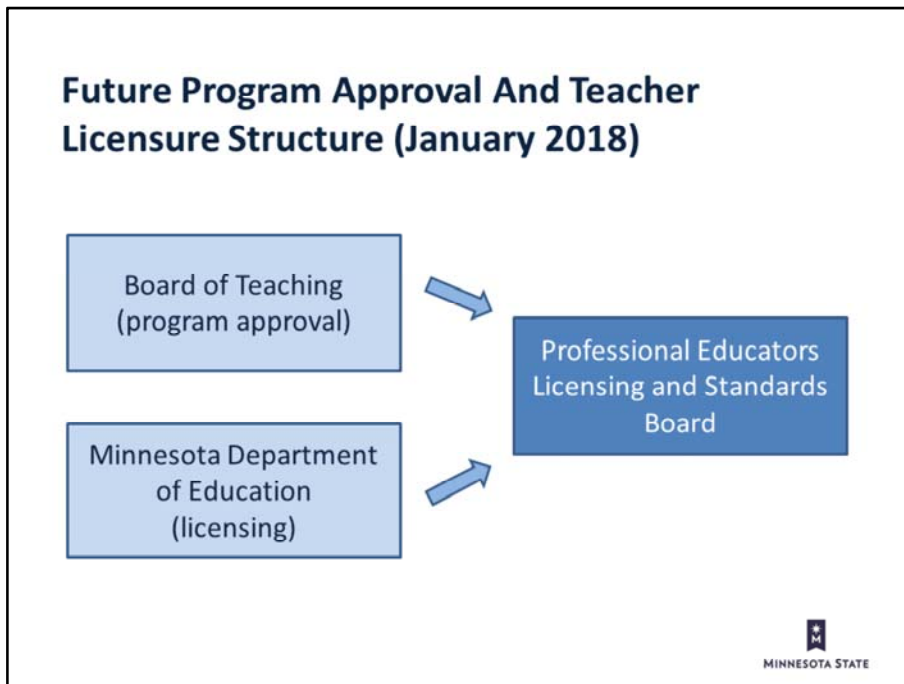 Future Program Approval And Teacher
Licensure Structure (January 2018)
Board of Teaching
(program approval)
Minnesota Department
of Education
(licensing)
Professional Educators
Licensing and Standards
Board
M
MINNESOTA STATE